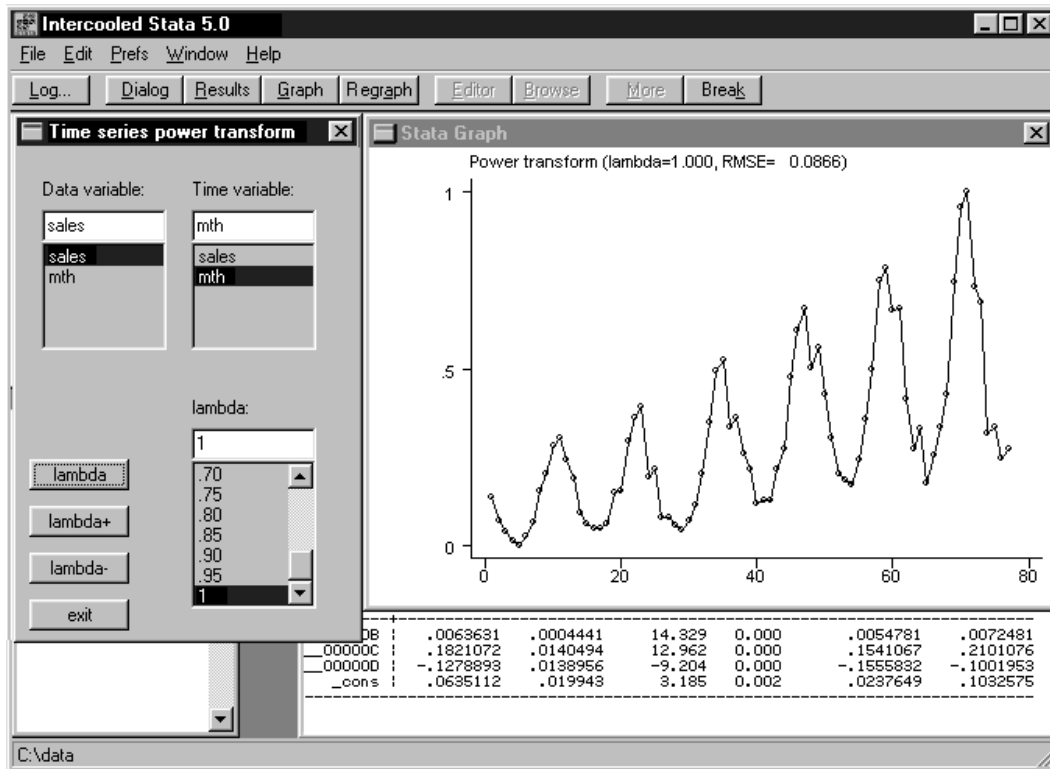 Intercooled Stata 5.0
File Edit Prefs Window Help
Log... Dialog Results Graph Regraph Editor Browse More Break
Time series power transform
Data variable: Time variable:
sales mth
sales sales
mth mth
lambda:
1
.70
.75
.80
.85
.90
.95
1
lambda
lambda+
lambda-
exit
Stata Graph
Power transform (lambda=1.000, RMSE= 0.0866)
1
.5
0
0 20 40 60 80
B | .0063631 .0004441 14.329 0.000 .0054781 .0072481
__00000C | .1821072 .0140494 12.962 0.000 .1541067 .2101076
__00000D | -.1278893 .0138956 -9.204 0.000 -.1555832 -.1001953
_cons | .0635112 .019943 3.185 0.002 .0237649 .1032575
C:\data